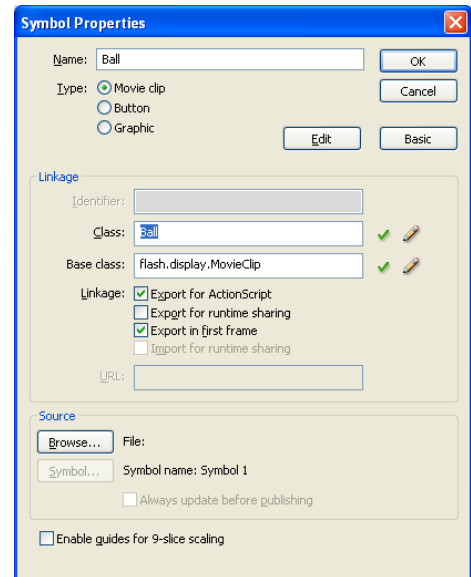 Symbol Properties
Name: Ball
OK
Type: Movie clip
Cancel
Button
Graphic
Edit
Basic
Linkage
Identifier:
Class: Ball
Base class: flash.display.MovieClip
Linkage: Export for ActionScript
Export for runtime sharing
Export in first frame
Import for runtime sharing
URL:
Source
Browse... File:
Symbol... Symbol name: Symbol 1
Always update before publishing
Enable guides for 9-slice scaling